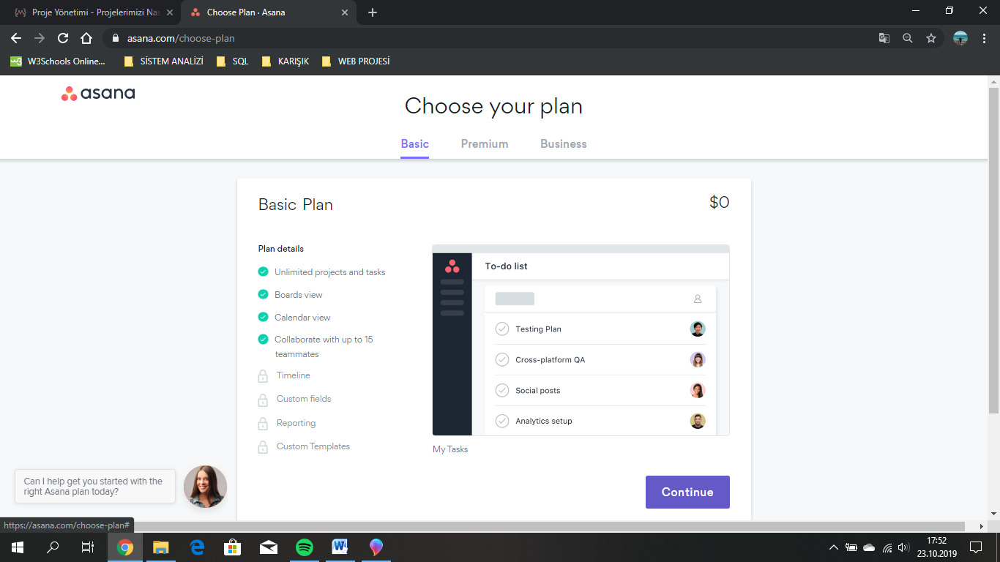 Proje Yönetimi - Projelerimizi Nas
Choose Plan · Asana
asana.com/choose-plan
W3Schools Online...
SİSTEM ANALİZİ
SQL
KARIŞIK
WEB PROJESİ
asana
Choose your plan
Basic Premium Business
Basic Plan
$0
Plan details
Unlimited projects and tasks
Boards view
Calendar view
Collaborate with up to 15
teammates
Timeline
Custom fields
Reporting
Custom Templates
To-do list
Testing Plan
Cross-platform QA
Social posts
Analytics setup
My Tasks
Can I help get you started with the
right Asana plan today?
Continue
https://asana.com/choose-plan#
17:52
23.10.2019